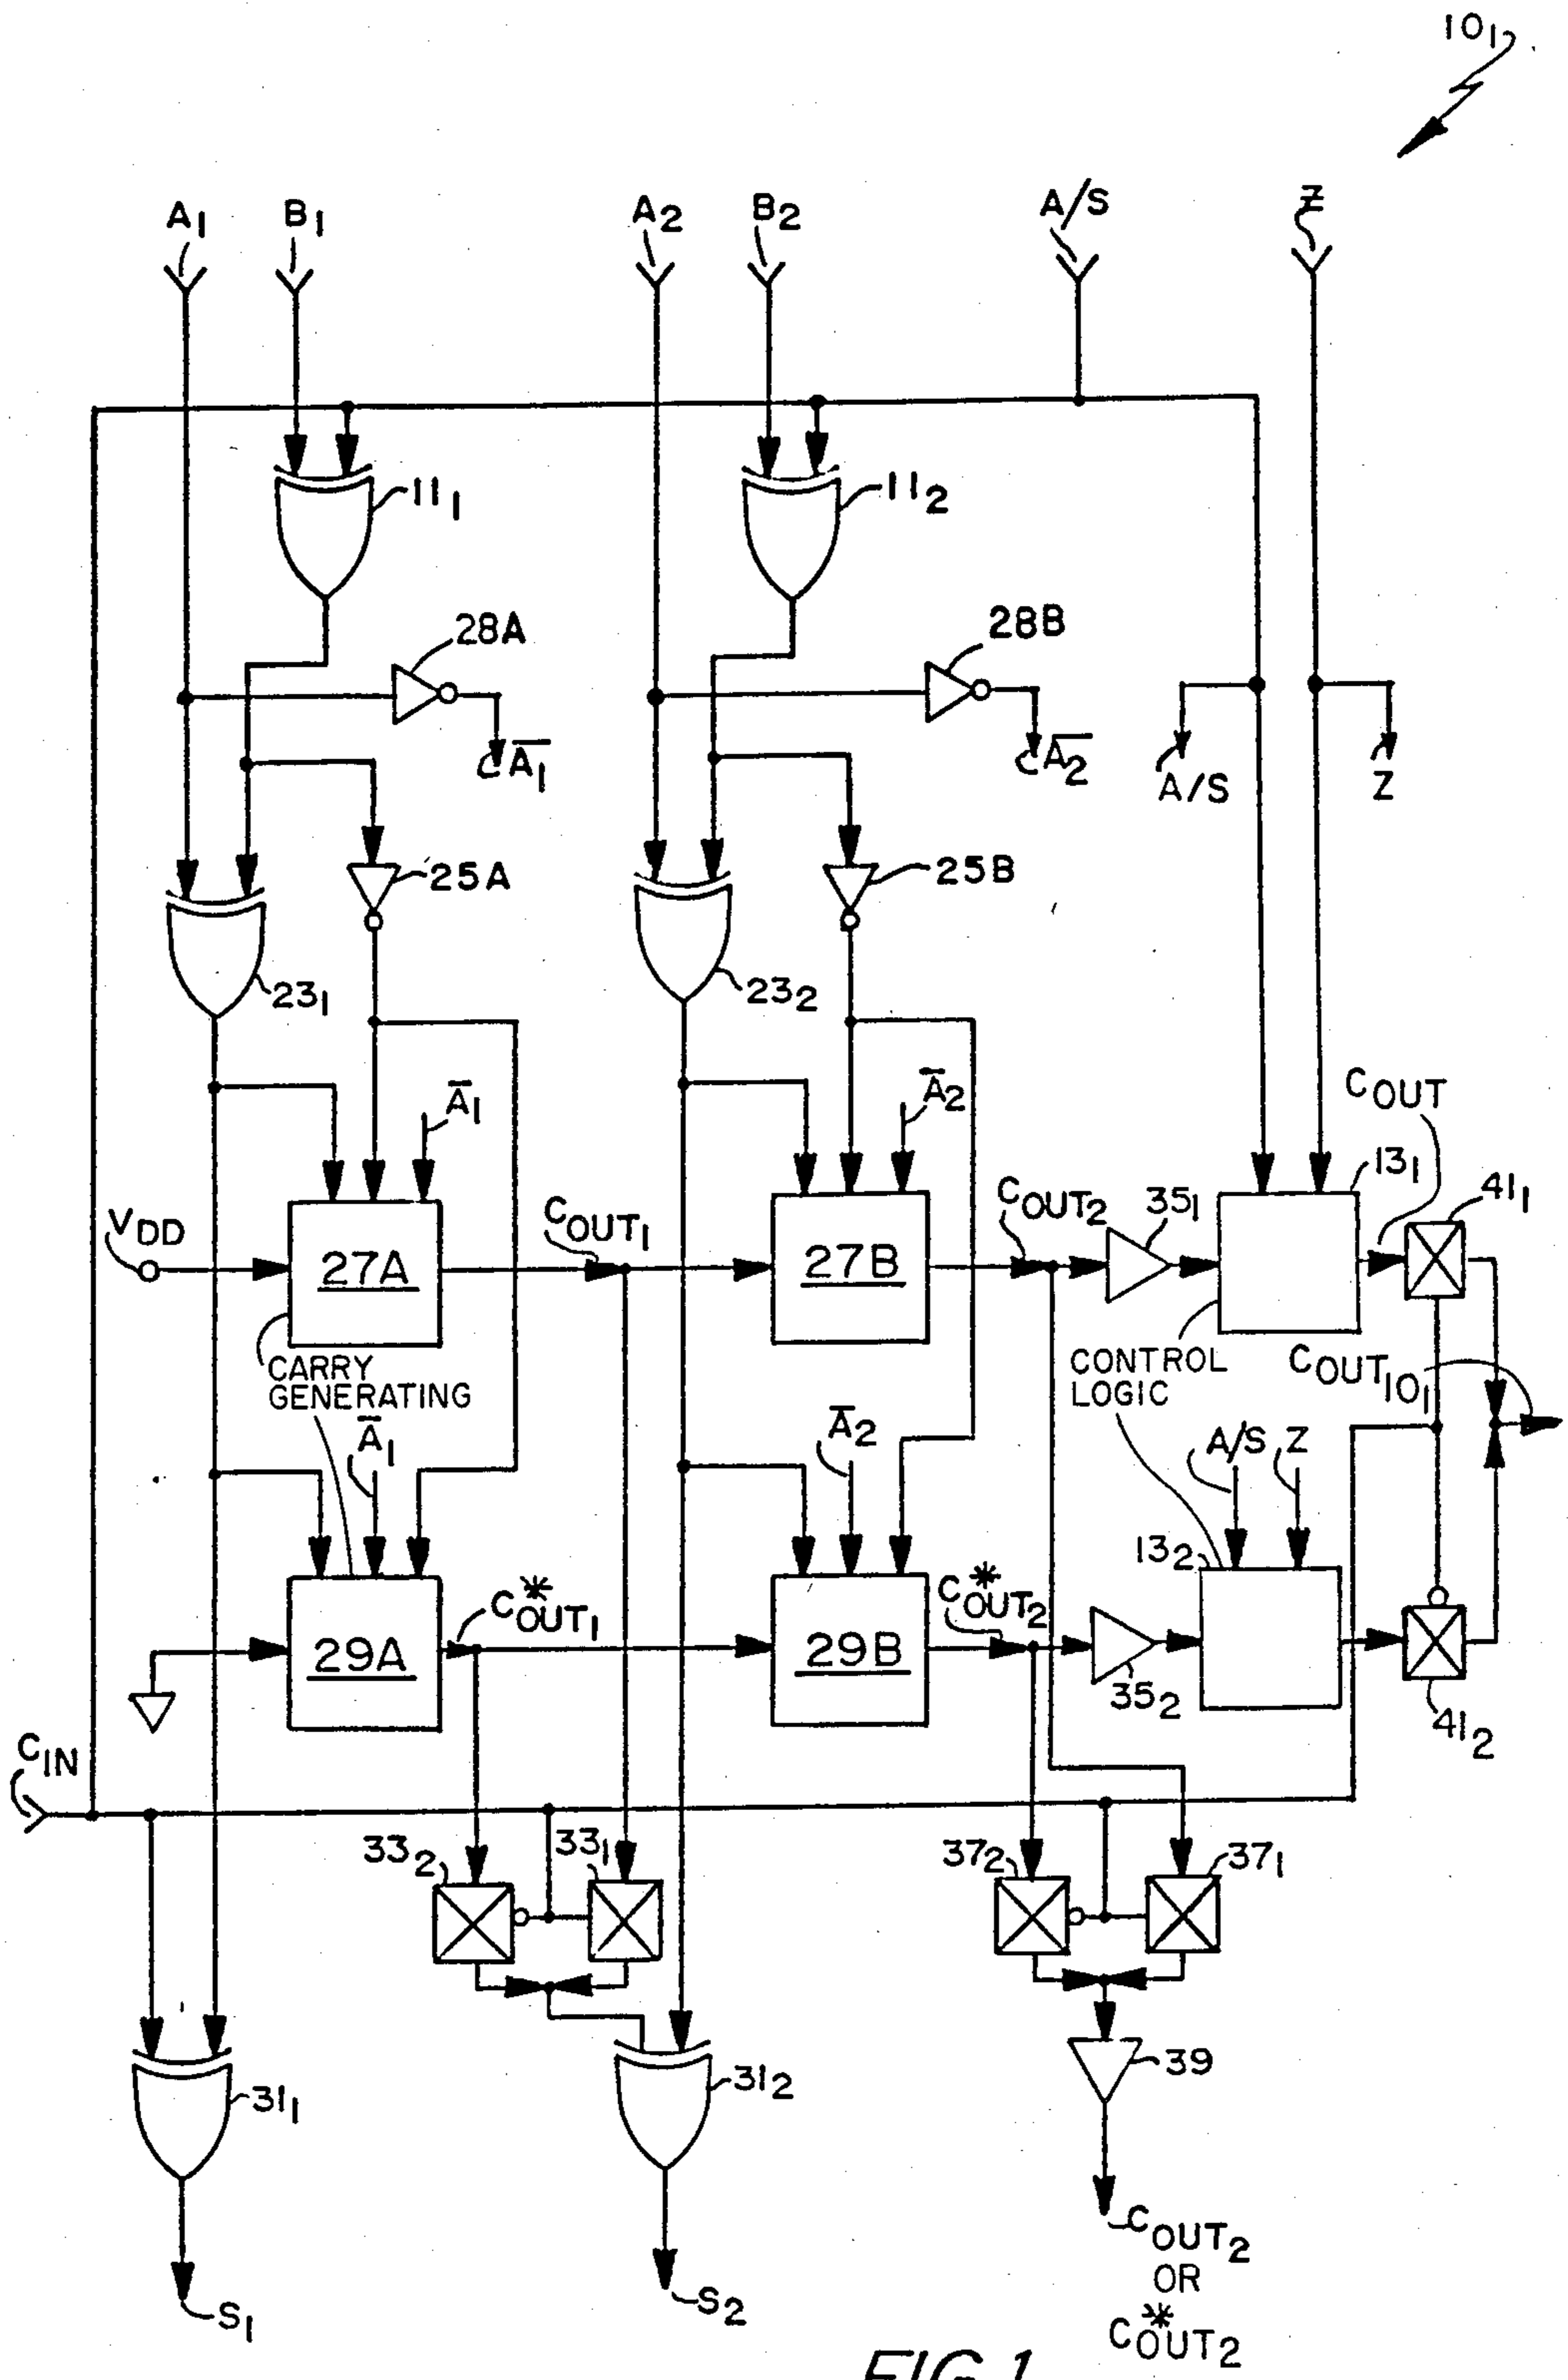 10₁
A₁ B₁ A₂ B₂ A/S Z
11₁ 11₂
28A 28B
A̅₁ A̅₂ A/S Z
25A 25B
23₁ 23₂
A̅₁ A̅₂ COUT
13₁
VDD COUT₁ COUT₂ 35₁ 41₁
27A 27B
CARRY
GENERATING
CONTROL
LOGIC
COUT10₁
A̅₁ A̅₂ A/S Z
13₂
C*OUT₁ C*OUT₂
29A 29B
35₂ 41₂
CIN
33₂ 33₁ 37₂ 37₁
31₁ 31₂ 39
S₁ S₂ COUT₂
OR
C*OUT₂
FIG. 1